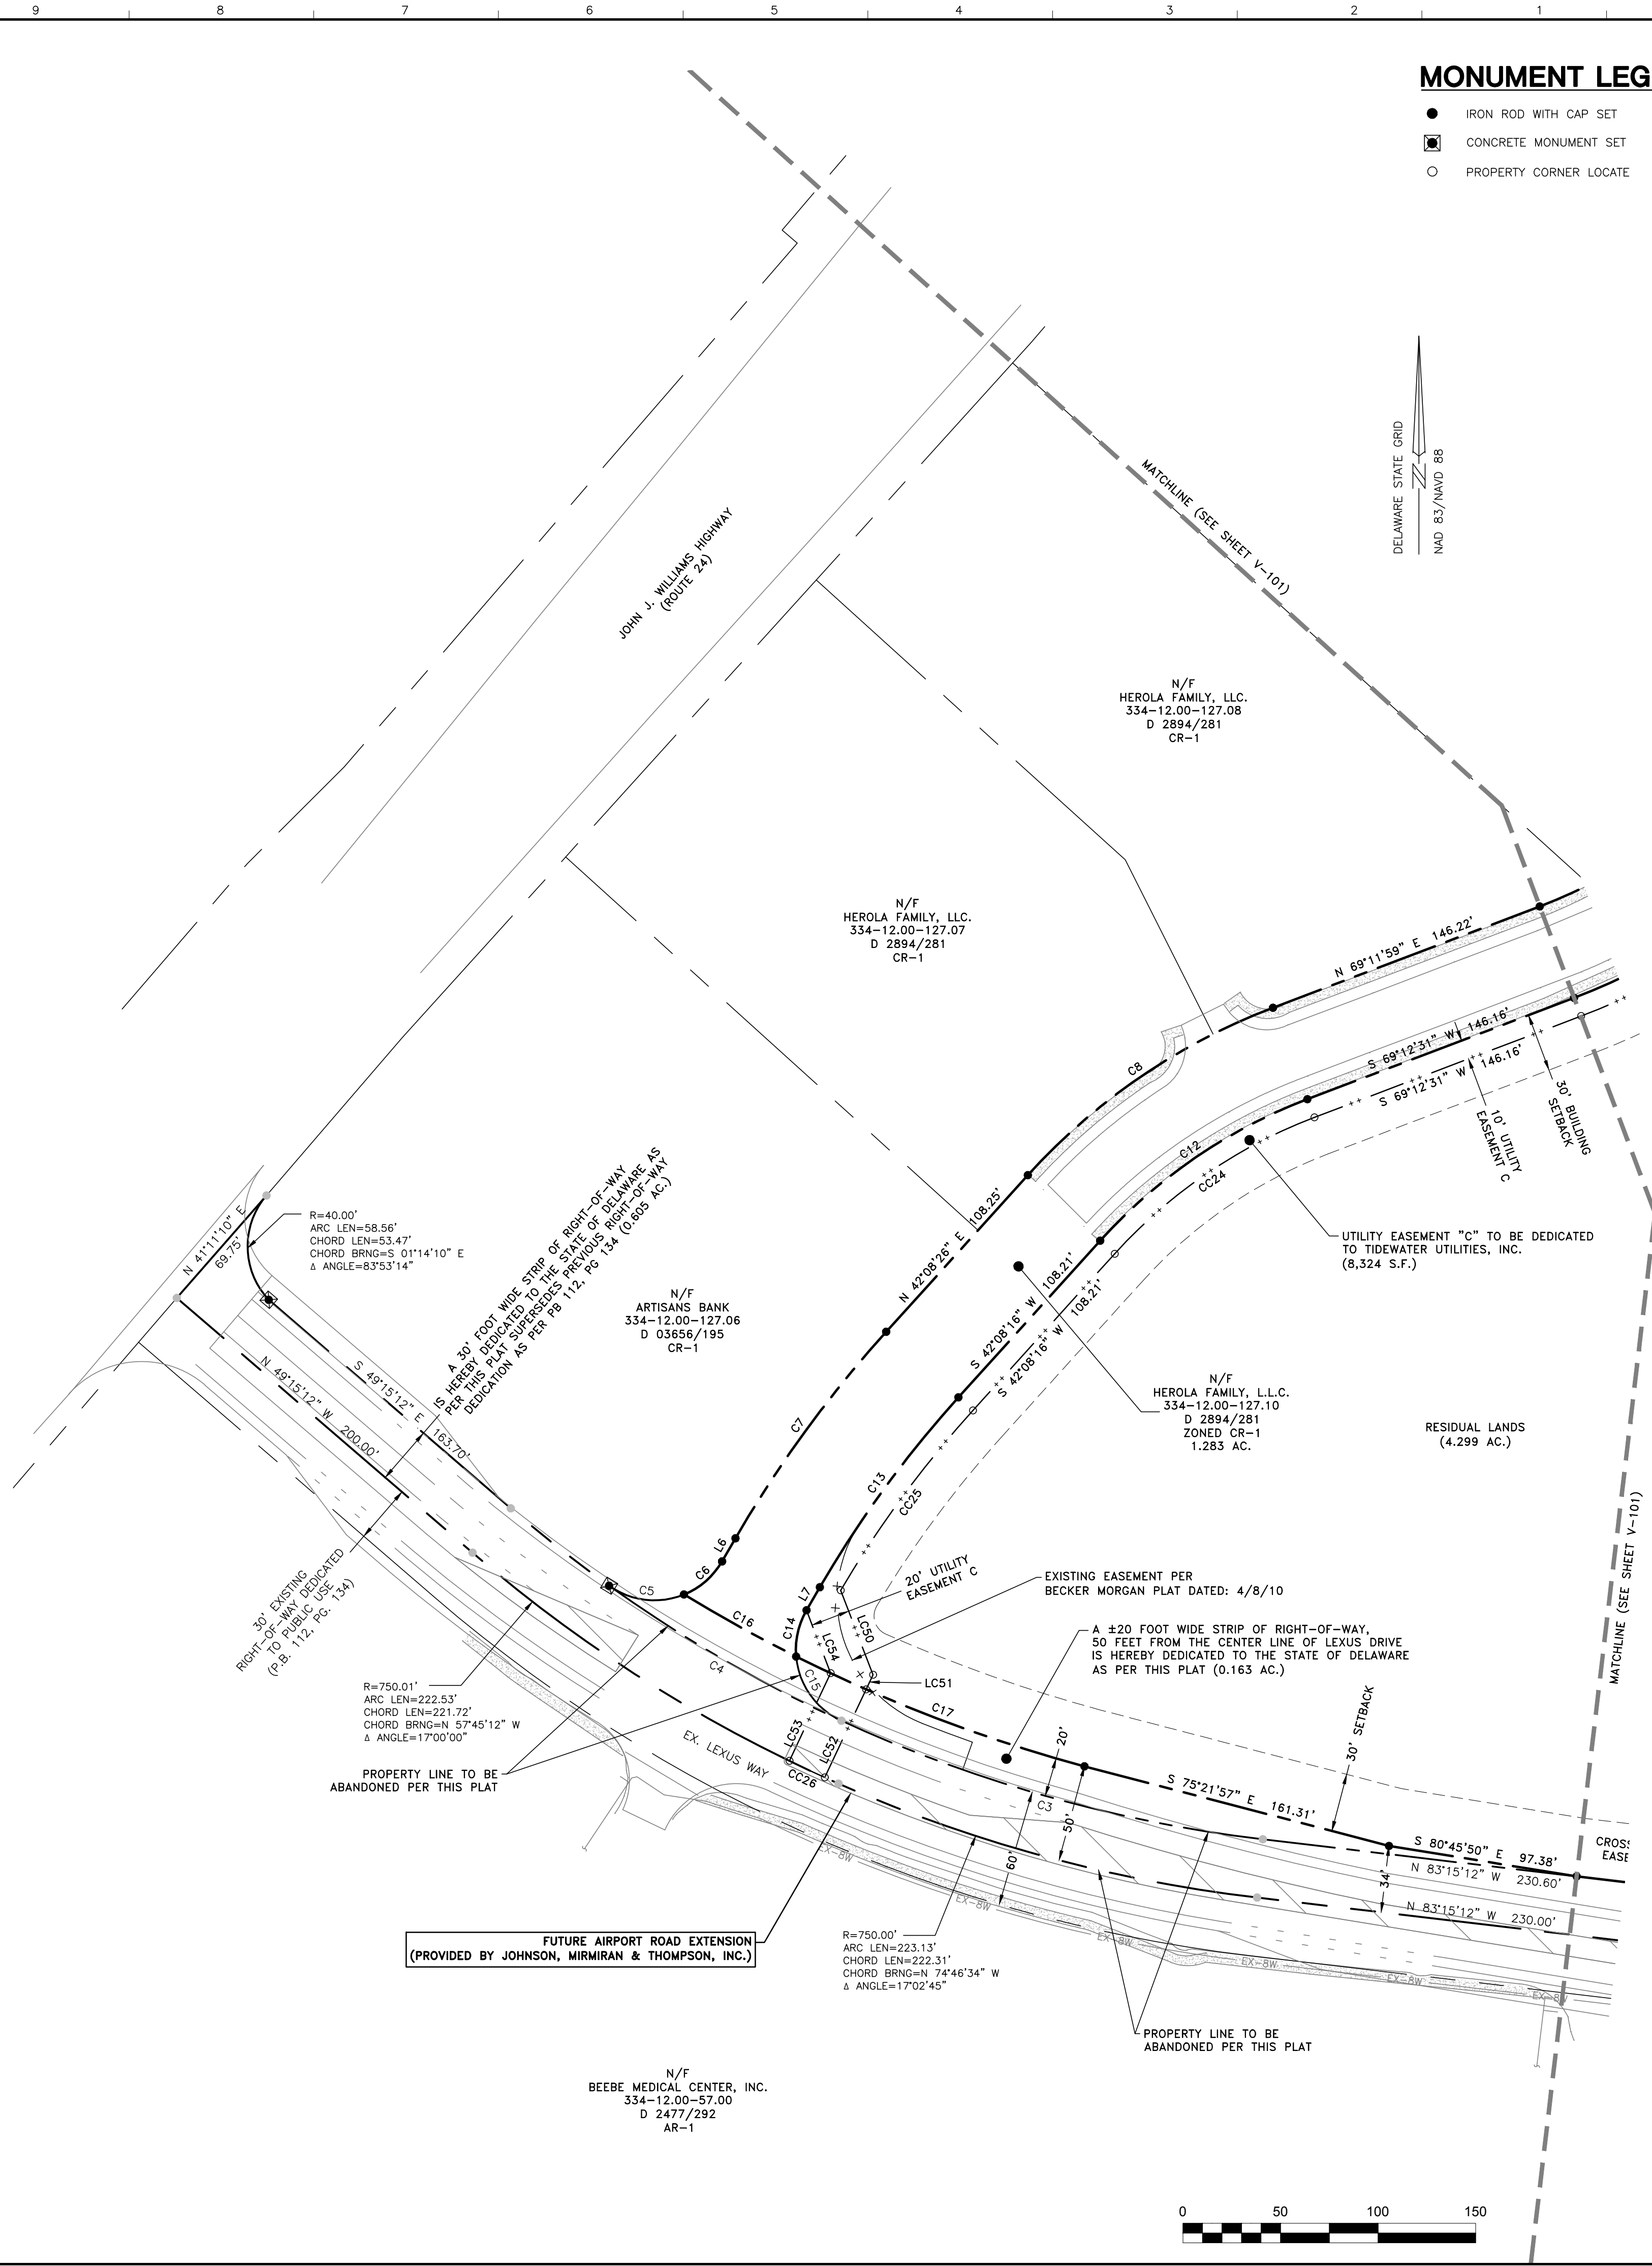 9 8 7 6 5 4 3 2 1
MONUMENT LEG
IRON ROD WITH CAP SET
CONCRETE MONUMENT SET
PROPERTY CORNER LOCATE
DELAWARE STATE GRID
N
NAD 83/NAVD 88
MATCHLINE (SEE SHEET V-101)
JOHN J. WILLIAMS HIGHWAY
(ROUTE 24)
N/F
HEROLA FAMILY, LLC.
334-12.00-127.08
D 2894/281
CR-1
N/F
HEROLA FAMILY, LLC.
334-12.00-127.07
D 2894/281
CR-1
N 69°11'59" E 146.22'
C8
S 69°12'31" W 146.16'
S 69°12'31" W 146.16'
30' BUILDING
SETBACK
10' UTILITY
EASEMENT C
C12
CC24
UTILITY EASEMENT "C" TO BE DEDICATED
TO TIDEWATER UTILITIES, INC.
(8,324 S.F.)
N 41°11'10" E
69.75'
R=40.00'
ARC LEN=58.56'
CHORD LEN=53.47'
CHORD BRNG=S 01°14'10" E
Δ ANGLE=83°53'14"
A 30' FOOT WIDE STRIP OF RIGHT-OF-WAY
IS HEREBY DEDICATED TO THE STATE OF DELAWARE AS
PER THIS PLAT SUPERSEDES PREVIOUS RIGHT-OF-WAY
DEDICATION AS PER PB 112, PG 134 (0.605 AC.)
N/F
ARTISANS BANK
334-12.00-127.06
D 03656/195
CR-1
N 42°08'26" E 108.25'
S 42°08'16" W 108.21'
S 42°08'16" W 108.21'
N/F
HEROLA FAMILY, L.L.C.
334-12.00-127.10
D 2894/281
ZONED CR-1
1.283 AC.
RESIDUAL LANDS
(4.299 AC.)
N 49°15'12" W 200.00'
S 49°15'12" E 163.70'
C7
C13
CC25
MATCHLINE (SEE SHEET V-101)
30' EXISTING
RIGHT-OF-WAY DEDICATED
TO PUBLIC USE
(P.B. 112, PG. 134)
L6
C6
C5
C16
L7
C14
LC54
LC50
C15
C4
20' UTILITY
EASEMENT C
EXISTING EASEMENT PER
BECKER MORGAN PLAT DATED: 4/8/10
A ±20 FOOT WIDE STRIP OF RIGHT-OF-WAY,
50 FEET FROM THE CENTER LINE OF LEXUS DRIVE
IS HEREBY DEDICATED TO THE STATE OF DELAWARE
AS PER THIS PLAT (0.163 AC.)
LC51
C17
R=750.01'
ARC LEN=222.53'
CHORD LEN=221.72'
CHORD BRNG=N 57°45'12" W
Δ ANGLE=17°00'00"
PROPERTY LINE TO BE
ABANDONED PER THIS PLAT
EX. LEXUS WAY
LC53
LC52
CC26
20'
30' SETBACK
C3
50'
60'
S 75°21'57" E 161.31'
S 80°45'50" E 97.38'
N 83°15'12" W 230.60'
34'
N 83°15'12" W 230.00'
CROSS
EASE
EX-8W
EX-8W
EX-8W
EX-8W
EX-8W
EX-8W
FUTURE AIRPORT ROAD EXTENSION
(PROVIDED BY JOHNSON, MIRMIRAN & THOMPSON, INC.)
R=750.00'
ARC LEN=223.13'
CHORD LEN=222.31'
CHORD BRNG=N 74°46'34" W
Δ ANGLE=17°02'45"
PROPERTY LINE TO BE
ABANDONED PER THIS PLAT
N/F
BEEBE MEDICAL CENTER, INC.
334-12.00-57.00
D 2477/292
AR-1
0 50 100 150